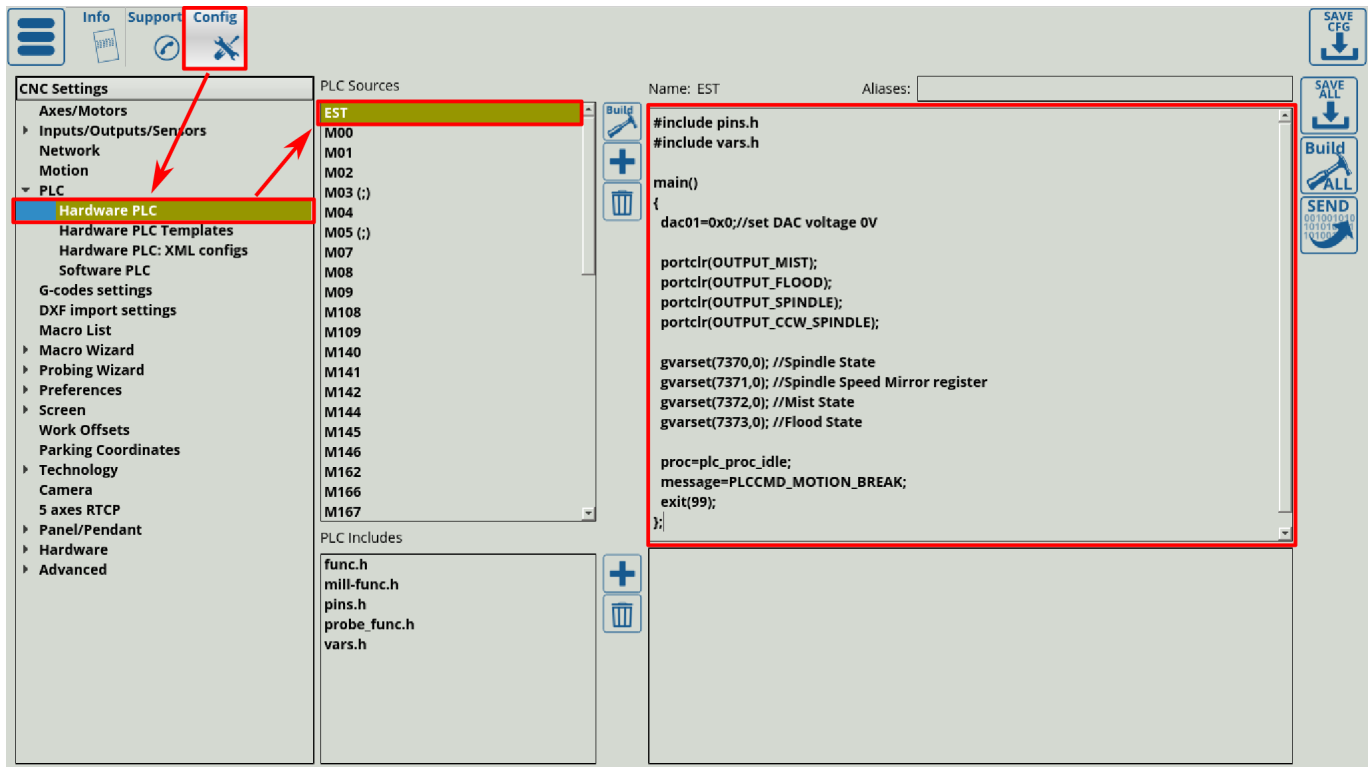 Info
Support
Config
SAVE
CFG
CNC Settings
Axes/Motors
Inputs/Outputs/Sensors
Network
Motion
PLC
Hardware PLC
Hardware PLC Templates
Hardware PLC: XML configs
Software PLC
G-codes settings
DXF import settings
Macro List
Macro Wizard
Probing Wizard
Preferences
Screen
Work Offsets
Parking Coordinates
Technology
Camera
5 axes RTCP
Panel/Pendant
Hardware
Advanced
PLC Sources
EST
M00
M01
M02
M03 (;)
M04
M05 (;)
M07
M08
M09
M108
M109
M140
M141
M142
M144
M145
M146
M162
M166
M167
Build
PLC Includes
func.h
mill-func.h
pins.h
probe_func.h
vars.h
Name: EST
Aliases:
#include pins.h
#include vars.h
main()
{
dac01=0x0;//set DAC voltage 0V
portclr(OUTPUT_MIST);
portclr(OUTPUT_FLOOD);
portclr(OUTPUT_SPINDLE);
portclr(OUTPUT_CCW_SPINDLE);
gvarset(7370,0); //Spindle State
gvarset(7371,0); //Spindle Speed Mirror register
gvarset(7372,0); //Mist State
gvarset(7373,0); //Flood State
proc=plc_proc_idle;
message=PLCCMD_MOTION_BREAK;
exit(99);
};
SAVE
ALL
Build
ALL
SEND